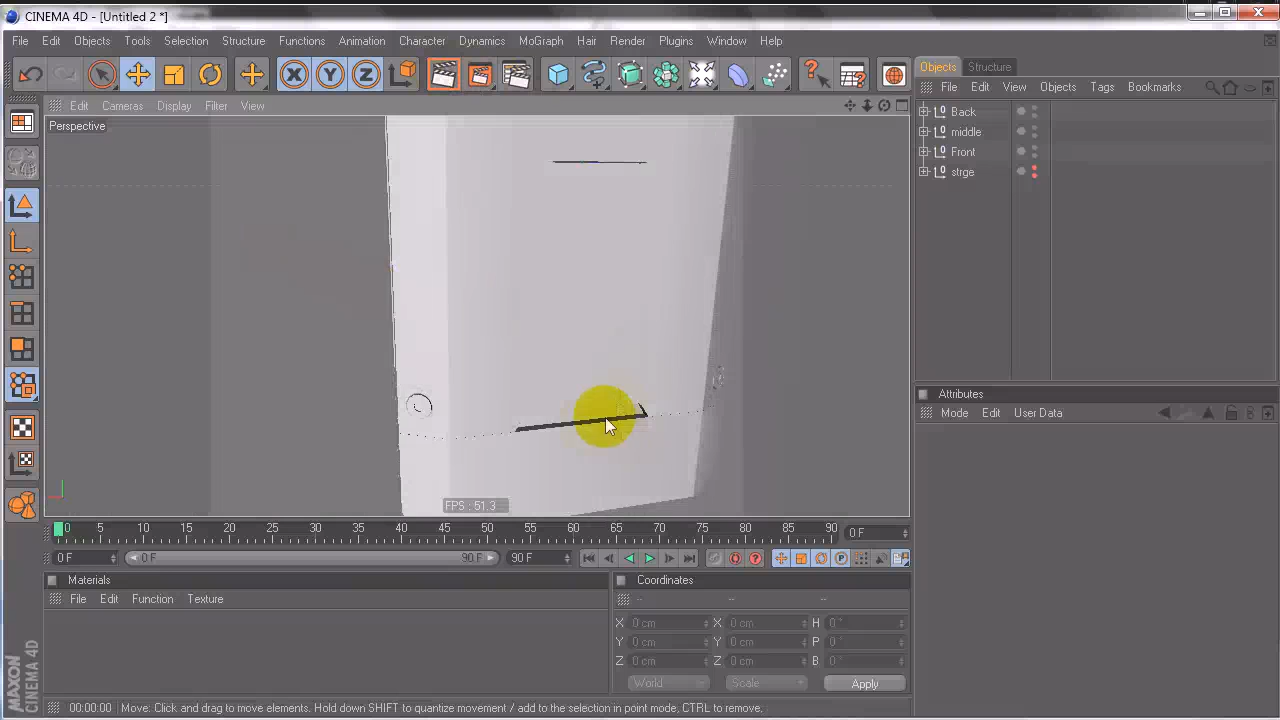 CINEMA 4D - [Untitled 2 *]
File Edit Objects Tools Selection Structure Functions Animation Character Dynamics MoGraph Hair Render Plugins Window Help
X Y Z
Objects Structure
Edit Cameras Display Filter View
File Edit View Objects Tags Bookmarks
Perspective
Back
middle
Front
strge
Attributes
Mode Edit User Data
FPS : 51.3
0 5 10 15 20 25 30 35 40 45 50 55 60 65 70 75 80 85 90 0 F
0 F 0 F 90 F 90 F
Materials
File Edit Function Texture
Coordinates
-- -- --
X 0 cm X 0 cm H 0 °
Y 0 cm Y 0 cm P 0 °
Z 0 cm Z 0 cm B 0 °
World Scale Apply
MAXON
CINEMA 4D
00:00:00 Move: Click and drag to move elements. Hold down SHIFT to quantize movement / add to the selection in point mode, CTRL to remove.